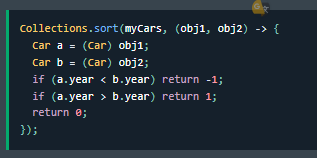 Collections.sort(myCars, (obj1, obj2) -> {
  Car a = (Car) obj1;
  Car b = (Car) obj2;
  if (a.year < b.year) return -1;
  if (a.year > b.year) return 1;
  return 0;
});